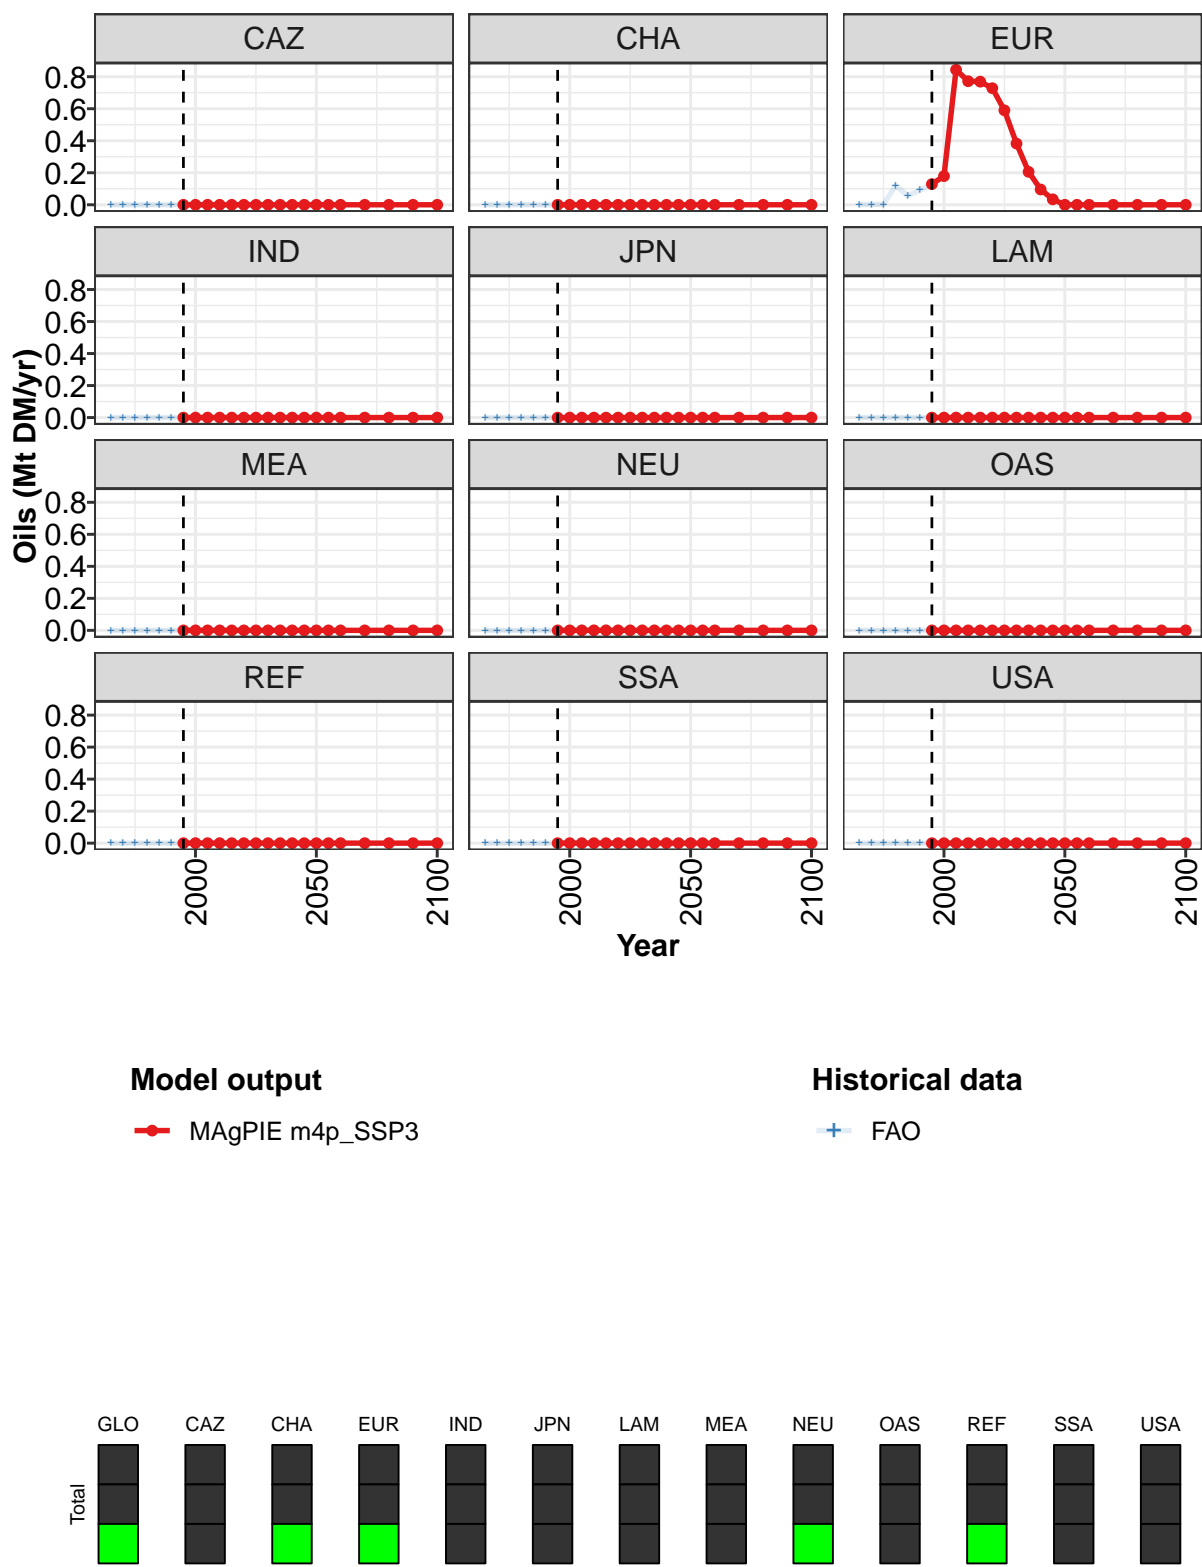 CAZ CHA EUR
0.8
0.6
0.4
0.2
0.0
IND JPN LAM
0.8
0.6
0.4
0.2
0.0
Oils (Mt DM/yr)
MEA NEU OAS
0.8
0.6
0.4
0.2
0.0
REF SSA USA
0.8
0.6
0.4
0.2
0.0
2000 2050 2100 2000 2050 2100 2000 2050 2100
Year
Model output
MAgPIE m4p_SSP3
Historical data
FAO
GLO CAZ CHA EUR IND JPN LAM MEA NEU OAS REF SSA USA
Total